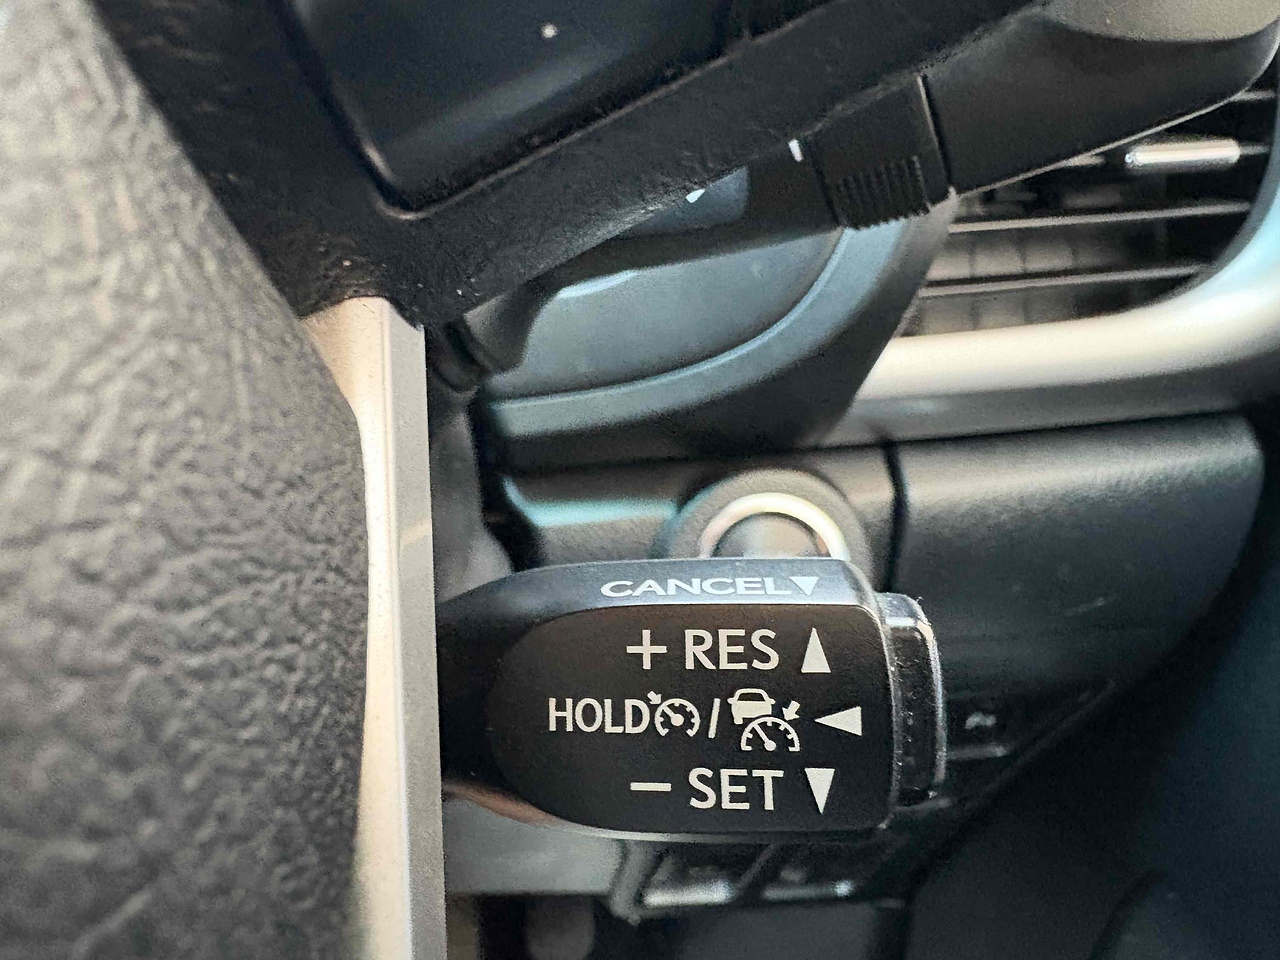 CANCEL▼
+ RES ▲
HOLD / ◀
− SET ▼